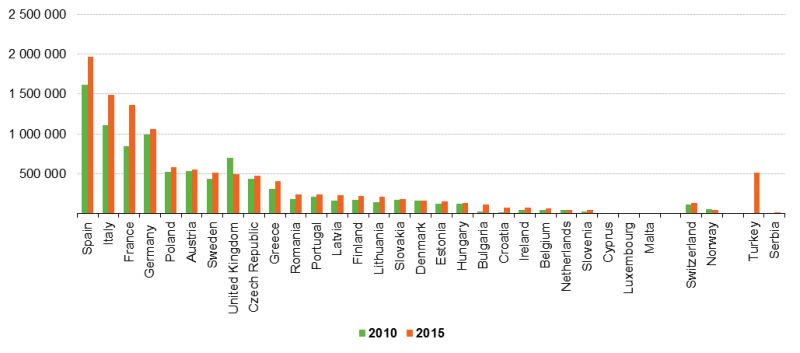 2 500 000
2 000 000
1 500 000
1 000 000
500 000
Spain
Italy
France
Germany
Poland
Austria
Sweden
United Kingdom
Czech Republic
Greece
Romania
Portugal
Latvia
Finland
Lithuania
Slovakia
Denmark
Estonia
Hungary
Bulgaria
Croatia
Ireland
Belgium
Netherlands
Slovenia
Cyprus
Luxembourg
Malta
Switzerland
Norway
Turkey
Serbia
2010 2015